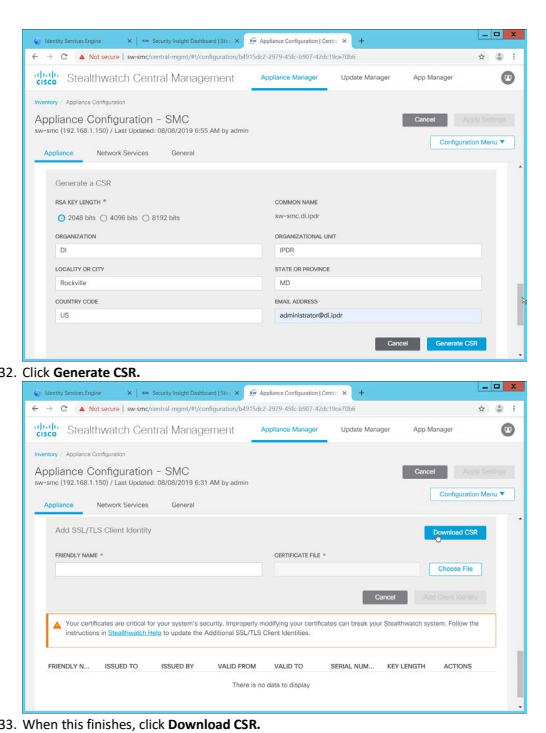 Identity Services Engine
Security Insight Dashboard | Ste
Appliance Configuration | Centr
Not secure | sw-smc/central-mgmt/#!/configuration/b4915dc2-2979-45fc-b907-42dc19ce70b6
CISCO Stealthwatch Central Management Appliance Manager Update Manager App Manager
Inventory / Appliance Configuration
Appliance Configuration - SMC Cancel Apply Settings
sw-smc (192.168.1.150) / Last Updated: 08/08/2019 6:55 AM by admin
Configuration Menu
Appliance Network Services General
Generate a CSR
RSA KEY LENGTH * COMMON NAME
2048 bits 4096 bits 8192 bits sw-smc.di.ipdr
ORGANIZATION ORGANIZATIONAL UNIT
DI IPDR
LOCALITY OR CITY STATE OR PROVINCE
Rockville MD
COUNTRY CODE EMAIL ADDRESS
US administrator@di.ipdr
Cancel Generate CSR
32. Click Generate CSR.
Identity Services Engine
Security Insight Dashboard | Ste
Appliance Configuration | Centr
Not secure | sw-smc/central-mgmt/#!/configuration/b4915dc2-2979-45fc-b907-42dc19ce70b6
CISCO Stealthwatch Central Management Appliance Manager Update Manager App Manager
Inventory / Appliance Configuration
Appliance Configuration - SMC Cancel Apply Settings
sw-smc (192.168.1.150) / Last Updated: 08/08/2019 6:31 AM by admin
Configuration Menu
Appliance Network Services General
Add SSL/TLS Client Identity Download CSR
FRIENDLY NAME * CERTIFICATE FILE *
Choose File
Cancel Add Client Identity
Your certificates are critical for your system's security. Improperly modifying your certificates can break your Stealthwatch system. Follow the
instructions in Stealthwatch Help to update the Additional SSL/TLS Client Identities.
FRIENDLY N... ISSUED TO ISSUED BY VALID FROM VALID TO SERIAL NUM... KEY LENGTH ACTIONS
There is no data to display
33. When this finishes, click Download CSR.